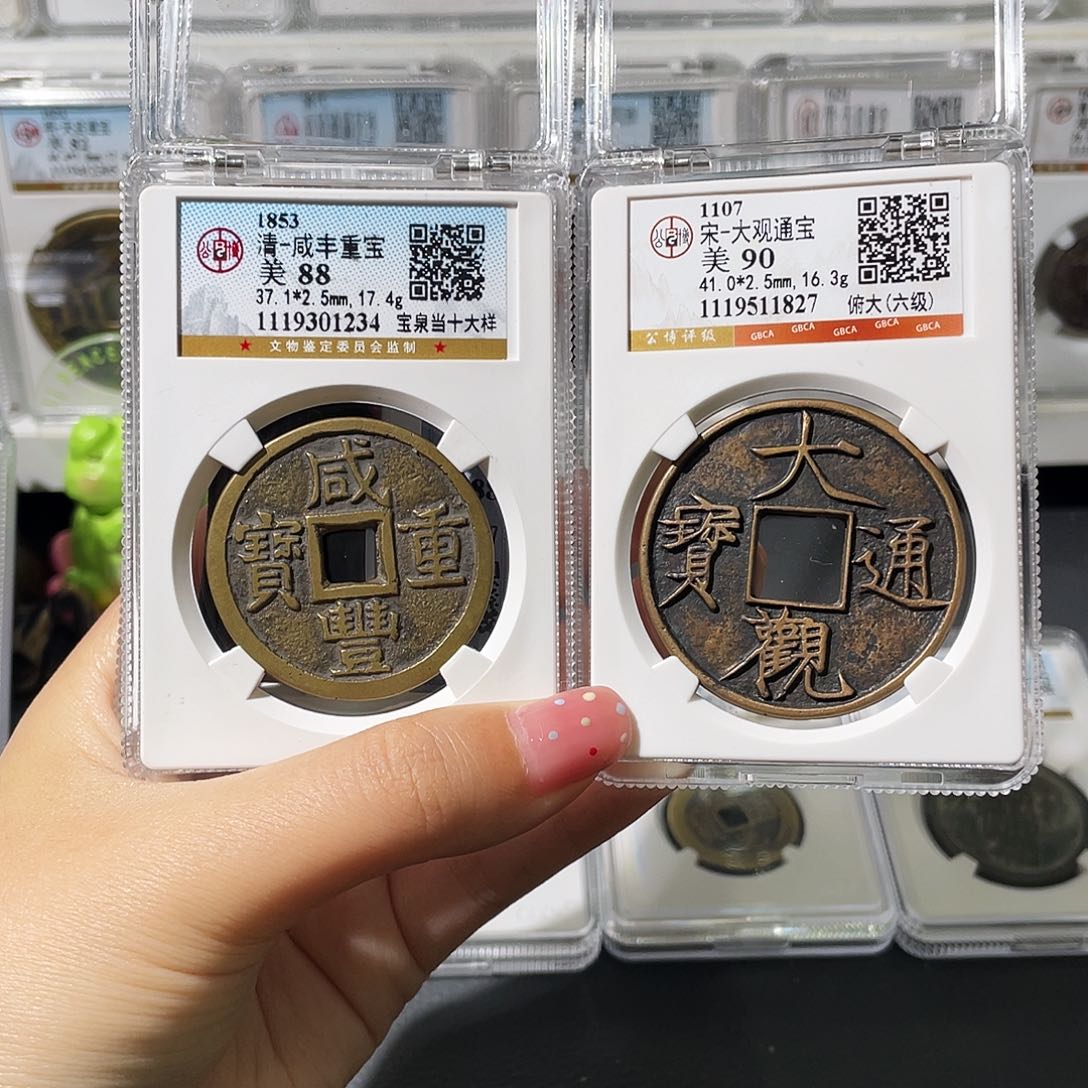 1853
清-咸丰重宝
美 88
37.1*2.5mm, 17.4g
1119301234 宝泉当十大样
★ 文物鉴定委员会监制 ★
咸
寶 重
豐
1107
宋-大观通宝
美 90
41.0*2.5mm, 16.3g
1119511827 俯大(六级)
公博评级 GBCA GBCA GBCA GBCA GBCA
大
寶 通
觀